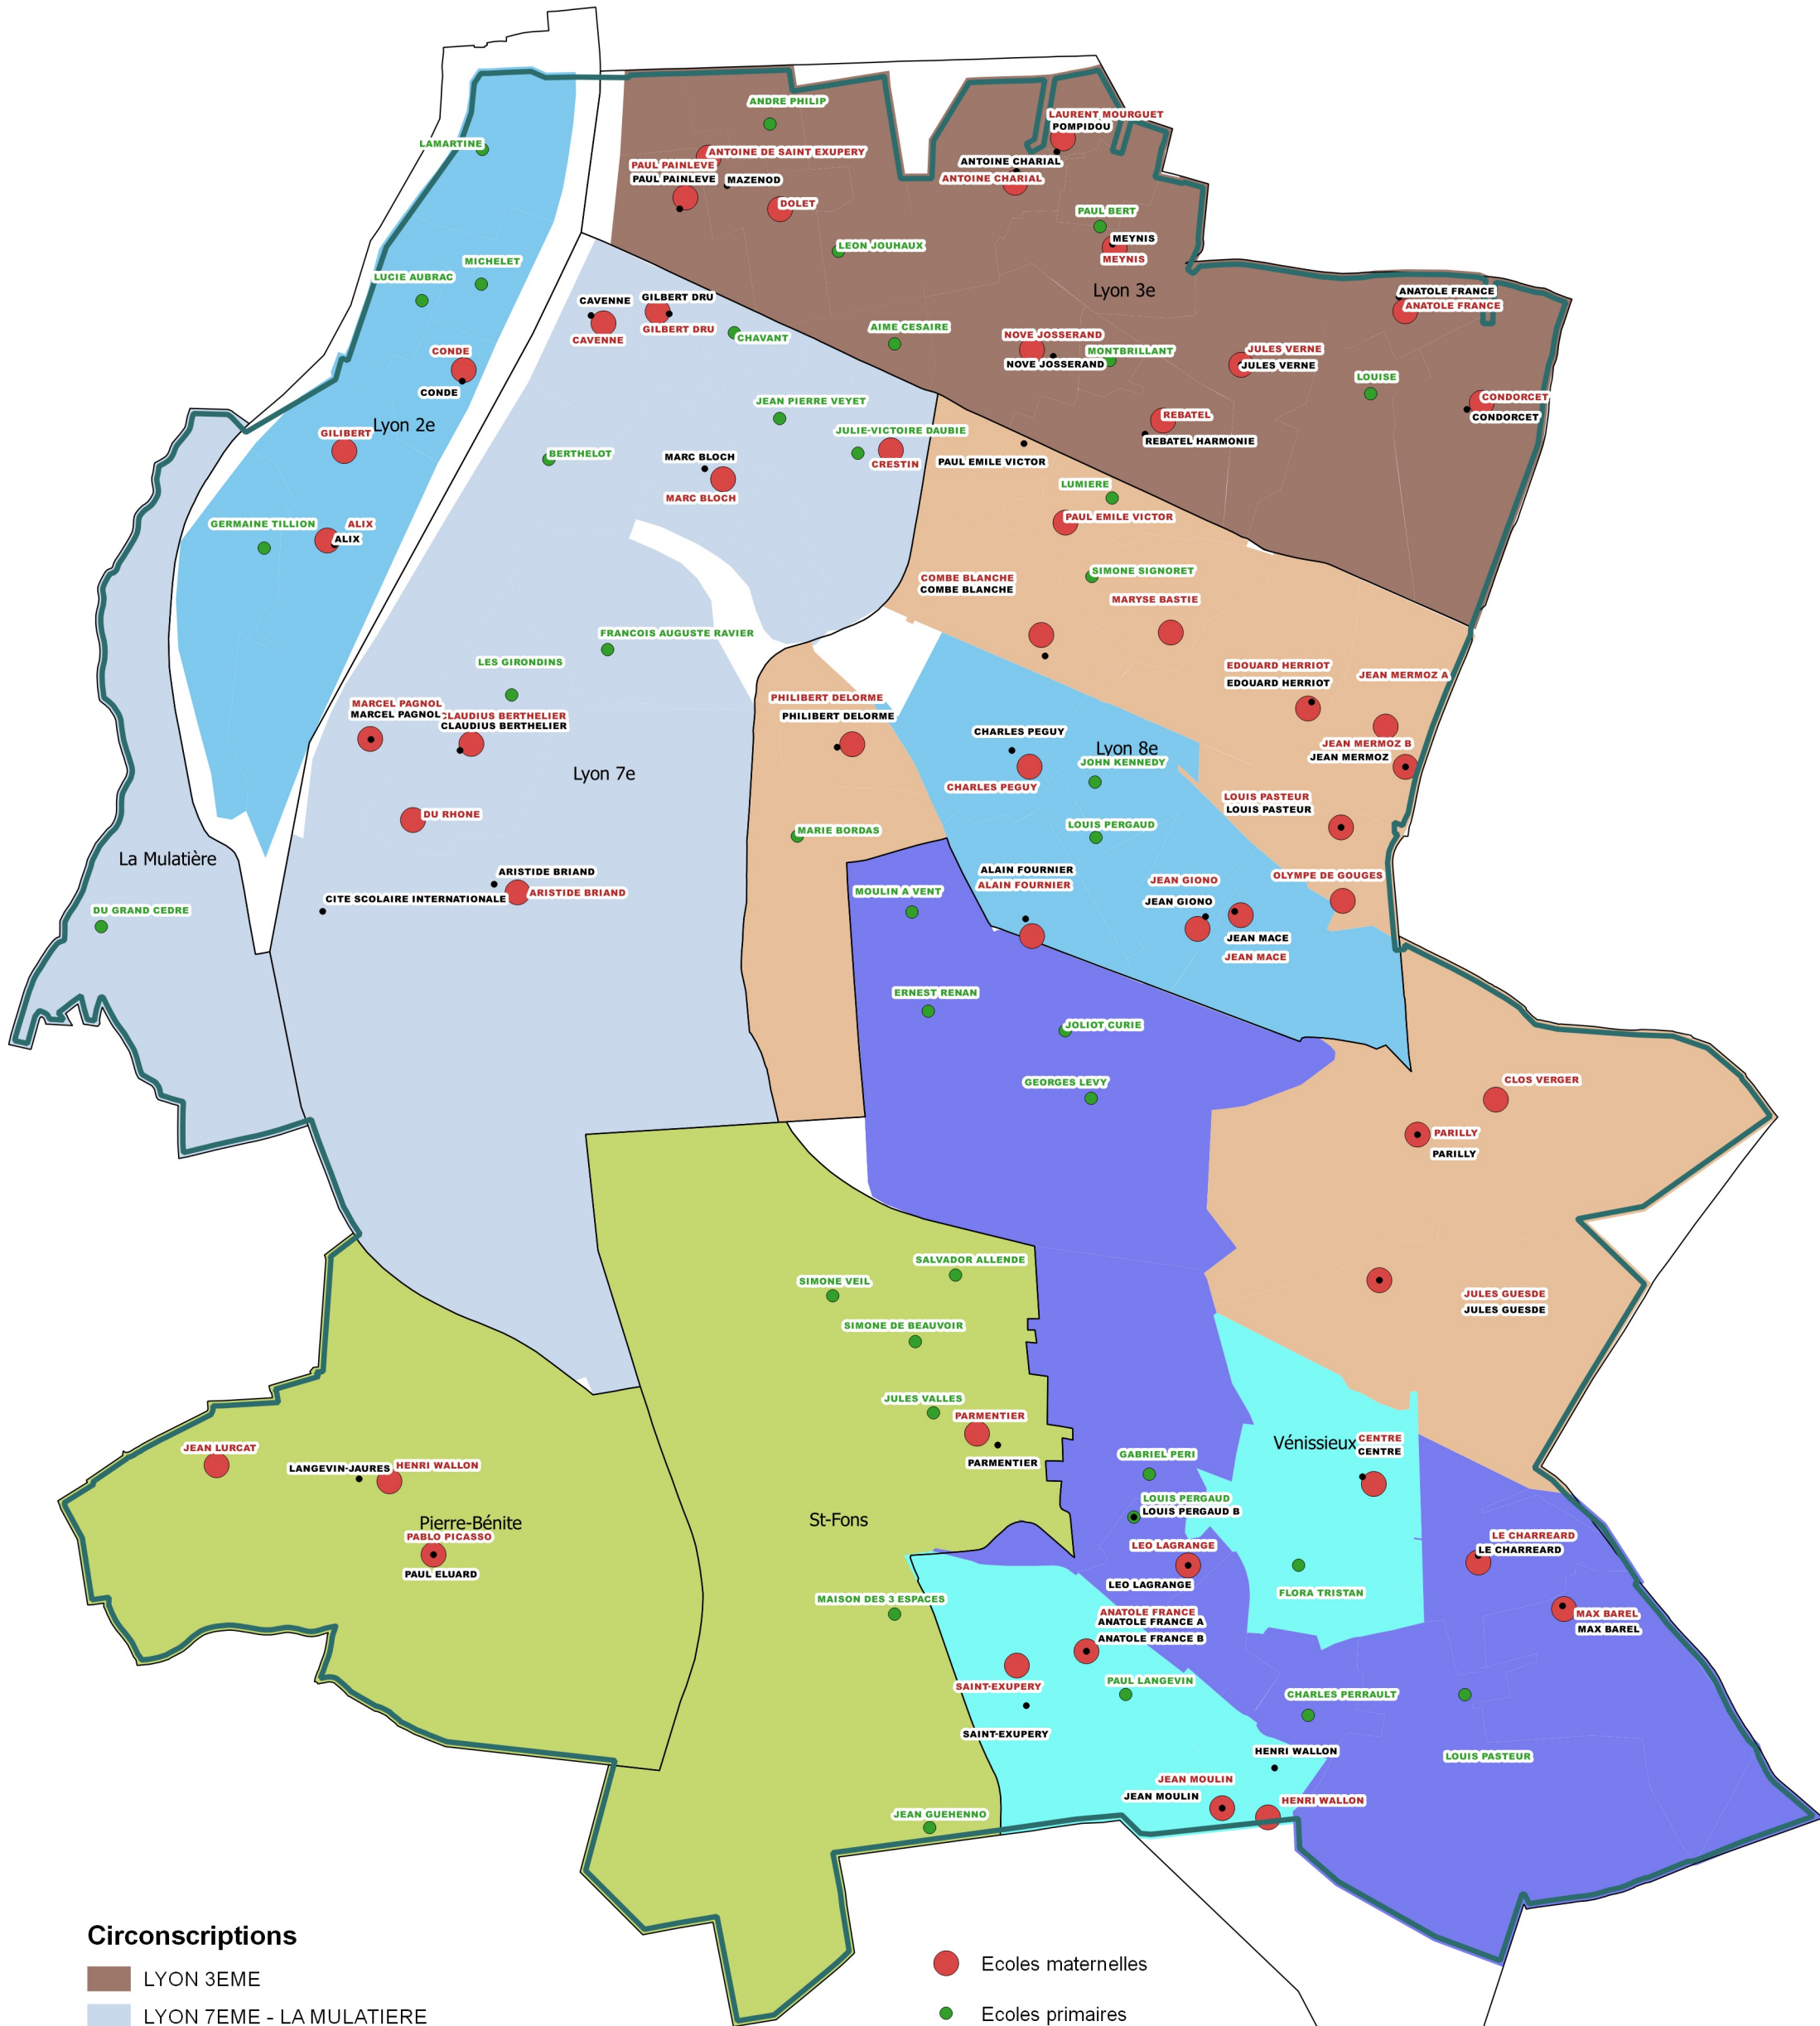 ANDRE PHILIP
LAURENT MOURGUET
POMPIDOU
LAMARTINE
ANTOINE DE SAINT EXUPERY
PAUL PAINLEVE
PAUL PAINLEVE
MAZENOD
ANTOINE CHARIAL
ANTOINE CHARIAL
DOLET
PAUL BERT
LEON JOUHAUX
MEYNIS
MEYNIS
MICHELET
LUCIE AUBRAC
Lyon 3e
ANATOLE FRANCE
ANATOLE FRANCE
CAVENNE
GILBERT DRU
CAVENNE
GILBERT DRU
CHAVANT
AIME CESAIRE
NOVE JOSSERAND
NOVE JOSSERAND
MONTBRILLANT
JULES VERNE
JULES VERNE
LOUISE
CONDE
CONDE
CONDORCET
CONDORCET
JEAN PIERRE VEYET
REBATEL
REBATEL HARMONIE
Lyon 2e
GILIBERT
JULIE-VICTOIRE DAUBIE
CRESTIN
BERTHELOT
MARC BLOCH
MARC BLOCH
PAUL EMILE VICTOR
LUMIERE
PAUL EMILE VICTOR
GERMAINE TILLION
ALIX
ALIX
SIMONE SIGNORET
COMBE BLANCHE
COMBE BLANCHE
MARYSE BASTIE
FRANCOIS AUGUSTE RAVIER
LES GIRONDINS
EDOUARD HERRIOT
EDOUARD HERRIOT
JEAN MERMOZ A
MARCEL PAGNOL
MARCEL PAGNOL
CLAUDIUS BERTHELIER
CLAUDIUS BERTHELIER
PHILIBERT DELORME
PHILIBERT DELORME
CHARLES PEGUY
CHARLES PEGUY
Lyon 8e
JOHN KENNEDY
JEAN MERMOZ B
JEAN MERMOZ
Lyon 7e
LOUIS PASTEUR
LOUIS PASTEUR
DU RHONE
MARIE BORDAS
LOUIS PERGAUD
La Mulatière
ARISTIDE BRIAND
ARISTIDE BRIAND
CITE SCOLAIRE INTERNATIONALE
ALAIN FOURNIER
ALAIN FOURNIER
JEAN GIONO
JEAN GIONO
OLYMPE DE GOUGES
MOULIN A VENT
DU GRAND CEDRE
JEAN MACE
JEAN MACE
ERNEST RENAN
JOLIOT CURIE
GEORGES LEVY
CLOS VERGER
PARILLY
PARILLY
SALVADOR ALLENDE
SIMONE VEIL
JULES GUESDE
JULES GUESDE
SIMONE DE BEAUVOIR
JULES VALLES
PARMENTIER
PARMENTIER
Vénissieux
CENTRE
CENTRE
JEAN LURCAT
HENRI WALLON
LANGEVIN-JAURES
GABRIEL PERI
LOUIS PERGAUD
LOUIS PERGAUD B
Pierre-Bénite
St-Fons
PABLO PICASSO
PAUL ELUARD
LEO LAGRANGE
LEO LAGRANGE
LE CHARREARD
LE CHARREARD
FLORA TRISTAN
MAISON DES 3 ESPACES
ANATOLE FRANCE
ANATOLE FRANCE A
ANATOLE FRANCE B
MAX BAREL
MAX BAREL
SAINT-EXUPERY
SAINT-EXUPERY
PAUL LANGEVIN
CHARLES PERRAULT
HENRI WALLON
LOUIS PASTEUR
JEAN MOULIN
JEAN MOULIN
HENRI WALLON
JEAN GUEHENNO
Circonscriptions
LYON 3EME
LYON 7EME - LA MULATIERE
Ecoles maternelles
Ecoles primaires